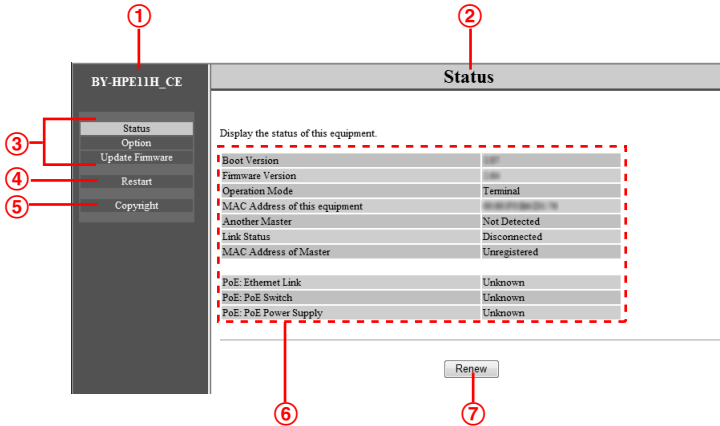 ① ②
BY-HPE11H_CE Status
③ Status
Option
Update Firmware
④ Restart
⑤ Copyright
Display the status of this equipment.
Boot Version
Firmware Version
Operation Mode Terminal
MAC Address of this equipment
Another Master Not Detected
Link Status Disconnected
MAC Address of Master Unregistered
PoE: Ethernet Link Unknown
PoE: PoE Switch Unknown
PoE: PoE Power Supply Unknown
Renew
⑥ ⑦